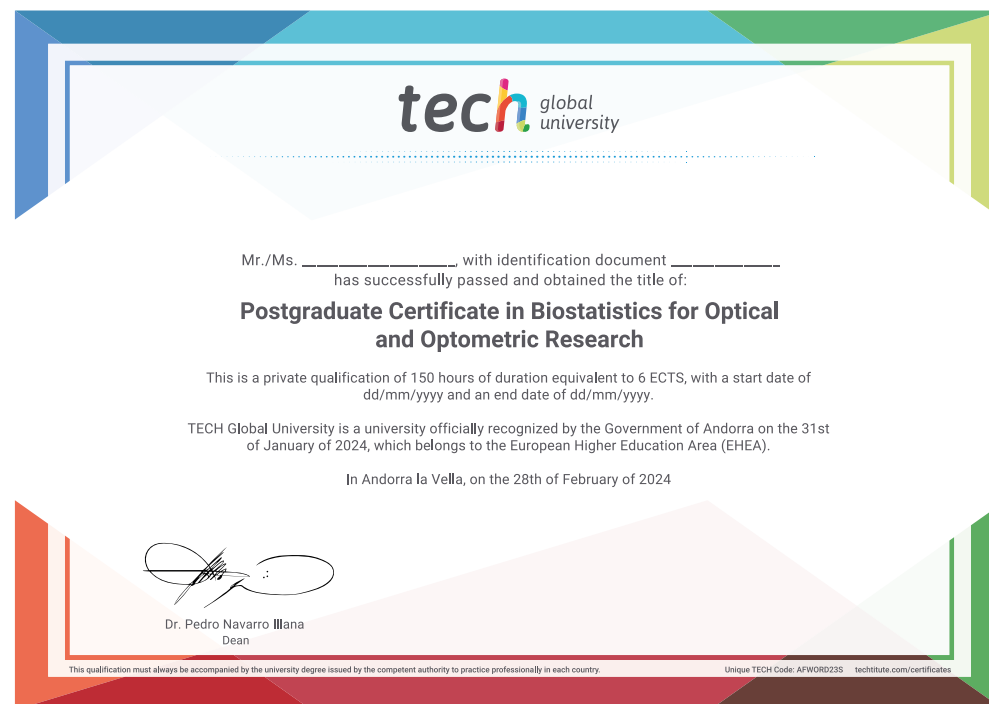 tech global university
Mr./Ms. ____________________, with identification document ______________
has successfully passed and obtained the title of:
Postgraduate Certificate in Biostatistics for Optical
and Optometric Research
This is a private qualification of 150 hours of duration equivalent to 6 ECTS, with a start date of
dd/mm/yyyy and an end date of dd/mm/yyyy.
TECH Global University is a university officially recognized by the Government of Andorra on the 31st
of January of 2024, which belongs to the European Higher Education Area (EHEA).
In Andorra la Vella, on the 28th of February of 2024
Dr. Pedro Navarro Illana
Dean
This qualification must always be accompanied by the university degree issued by the competent authority to practice professionally in each country.
Unique TECH Code: AFWORD23S techtitute.com/certificates